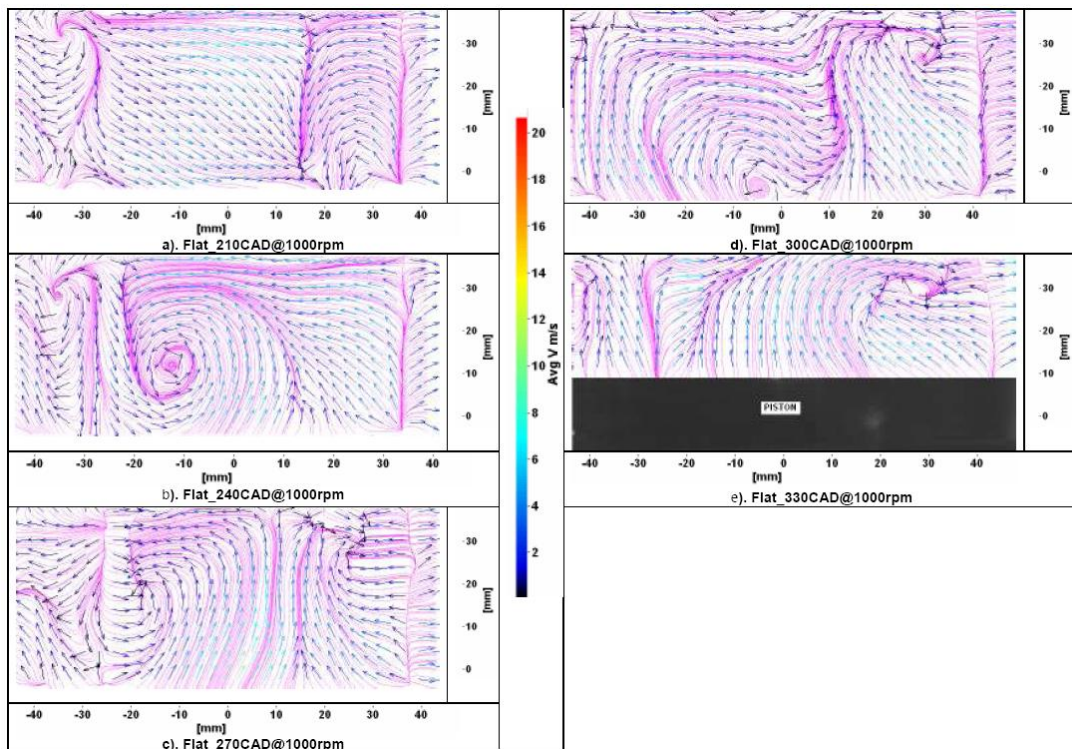 30
20
10
0
[mm]
-40 -30 -20 -10 0 10 20 30 40
[mm]
a). Flat_210CAD@1000rpm
30
20
10
0
[mm]
-40 -30 -20 -10 0 10 20 30 40
[mm]
b). Flat_240CAD@1000rpm
30
20
10
0
[mm]
-40 -30 -20 -10 0 10 20 30 40
[mm]
c). Flat_270CAD@1000rpm
20
18
16
14
12
10
8
6
4
2
Avg V m/s
30
20
10
0
[mm]
-40 -30 -20 -10 0 10 20 30 40
[mm]
d). Flat_300CAD@1000rpm
30
20
10
0
[mm]
PISTON
-40 -30 -20 -10 0 10 20 30 40
[mm]
e). Flat_330CAD@1000rpm